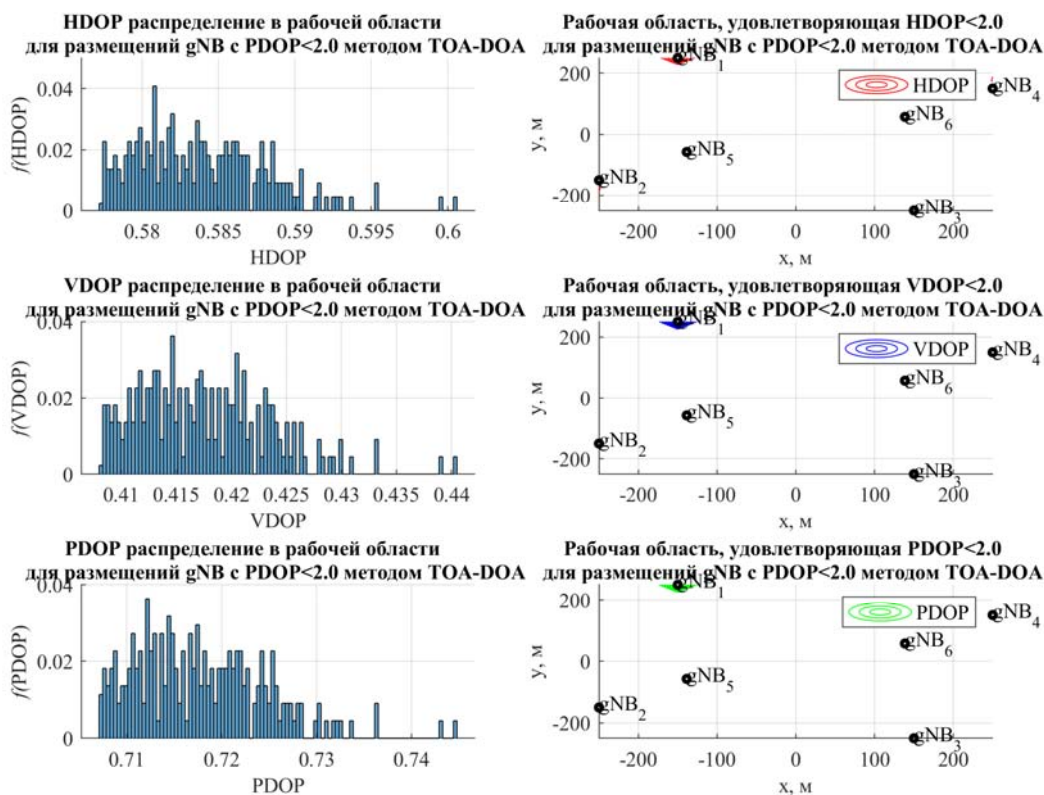 HDOP распределение в рабочей области
для размещений gNB с PDOP<2.0 методом TOA-DOA
f(HDOP)
0.04
0.02
0
0.58
0.585
0.59
0.595
0.6
HDOP
Рабочая область, удовлетворяющая HDOP<2.0
для размещений gNB с PDOP<2.0 методом TOA-DOA
y, м
200
0
-200
gNB1
HDOP
gNB4
gNB6
gNB5
gNB2
gNB3
-200
-100
0
100
200
x, м
VDOP распределение в рабочей области
для размещений gNB с PDOP<2.0 методом TOA-DOA
f(VDOP)
0.04
0.02
0
0.41
0.415
0.42
0.425
0.43
0.435
0.44
VDOP
Рабочая область, удовлетворяющая VDOP<2.0
для размещений gNB с PDOP<2.0 методом TOA-DOA
y, м
200
0
-200
gNB1
VDOP
gNB4
gNB6
gNB5
gNB2
gNB3
-200
-100
0
100
200
x, м
PDOP распределение в рабочей области
для размещений gNB с PDOP<2.0 методом TOA-DOA
f(PDOP)
0.04
0.02
0
0.71
0.72
0.73
0.74
PDOP
Рабочая область, удовлетворяющая PDOP<2.0
для размещений gNB с PDOP<2.0 методом TOA-DOA
y, м
200
0
-200
gNB1
PDOP
gNB4
gNB6
gNB5
gNB2
gNB3
-200
-100
0
100
200
x, м